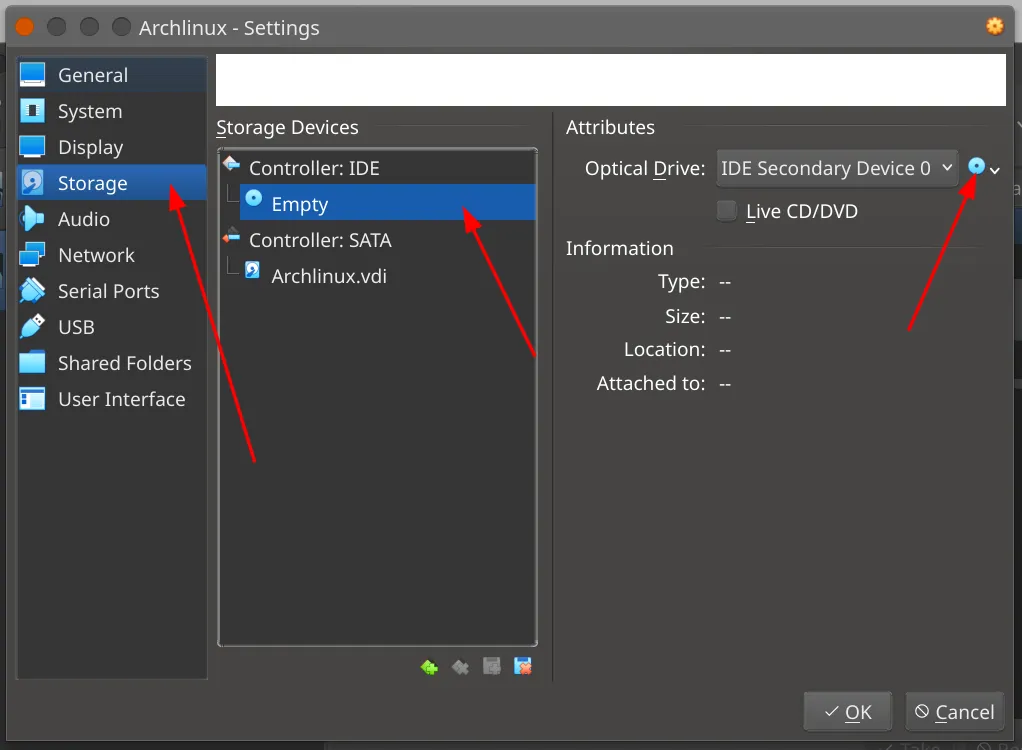 Archlinux - Settings
General
System
Display
Storage
Audio
Network
Serial Ports
USB
Shared Folders
User Interface
Storage Devices
Controller: IDE
Empty
Controller: SATA
Archlinux.vdi
Attributes
Optical Drive: IDE Secondary Device 0
Live CD/DVD
Information
Type: --
Size: --
Location: --
Attached to: --
OK
Cancel